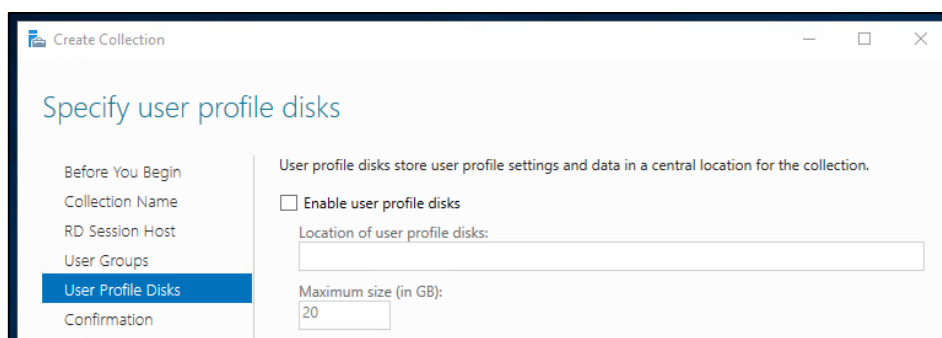 Create Collection
Specify user profile disks
Before You Begin
Collection Name
RD Session Host
User Groups
User Profile Disks
Confirmation
User profile disks store user profile settings and data in a central location for the collection.
Enable user profile disks
Location of user profile disks:
Maximum size (in GB):
20